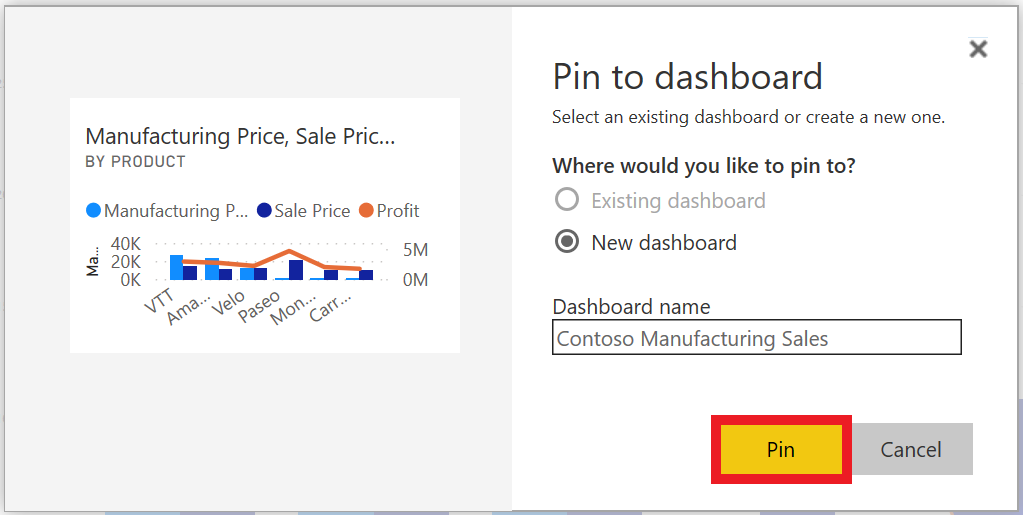 Manufacturing Price, Sale Pric...
BY PRODUCT
Manufacturing P... Sale Price Profit
Ma...
40K
20K
0K
5M
0M
VTT
Ama...
Velo
Paseo
Mon...
Carr...
Pin to dashboard
Select an existing dashboard or create a new one.
Where would you like to pin to?
Existing dashboard
New dashboard
Dashboard name
Contoso Manufacturing Sales
Pin
Cancel